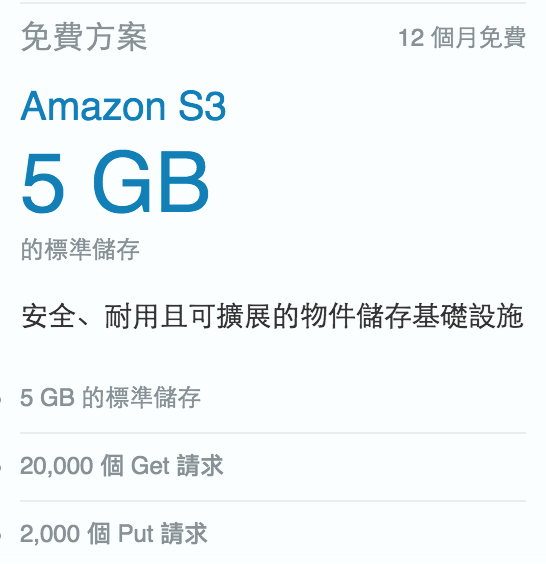 免費方案 12 個月免費
Amazon S3
5 GB
的標準儲存
安全、耐用且可擴展的物件儲存基礎設施
5 GB 的標準儲存
20,000 個 Get 請求
2,000 個 Put 請求